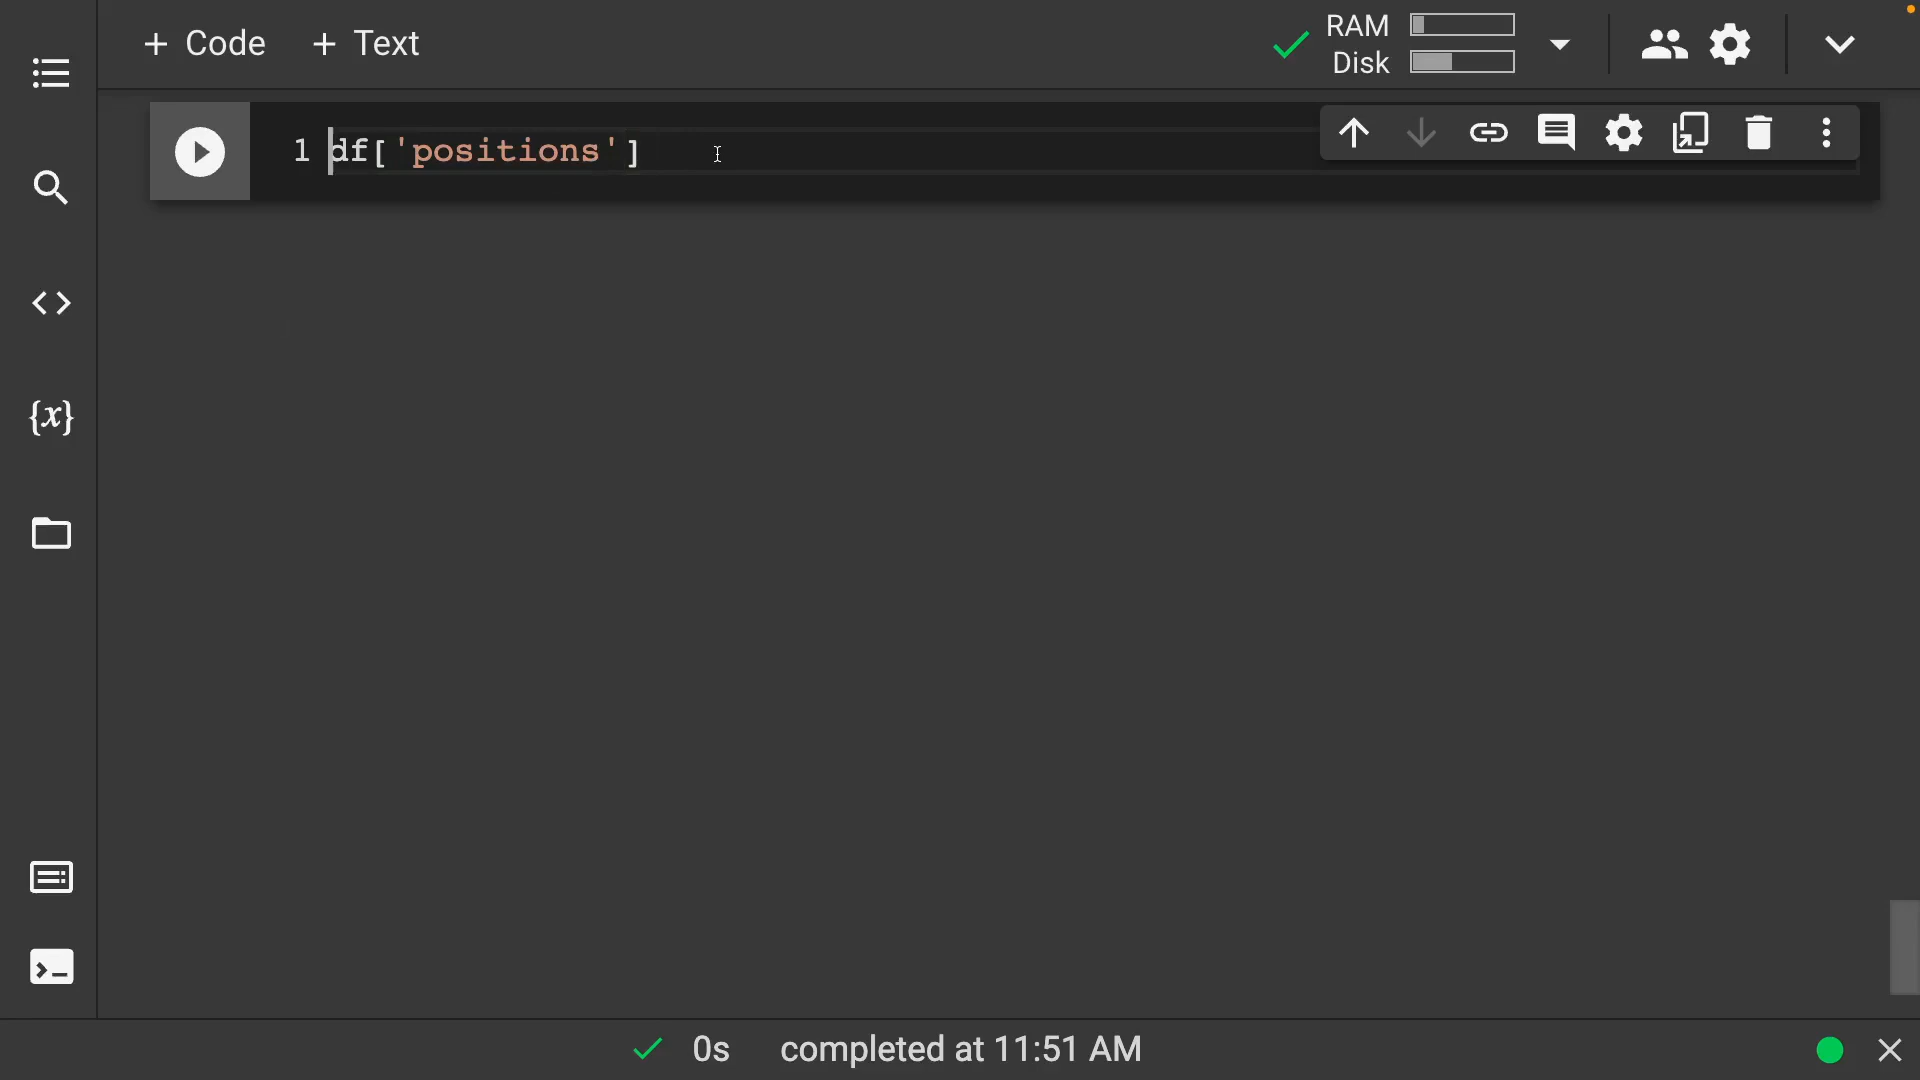 + Code + Text
RAM
Disk
1 df['positions']
{x}
0s completed at 11:51 AM